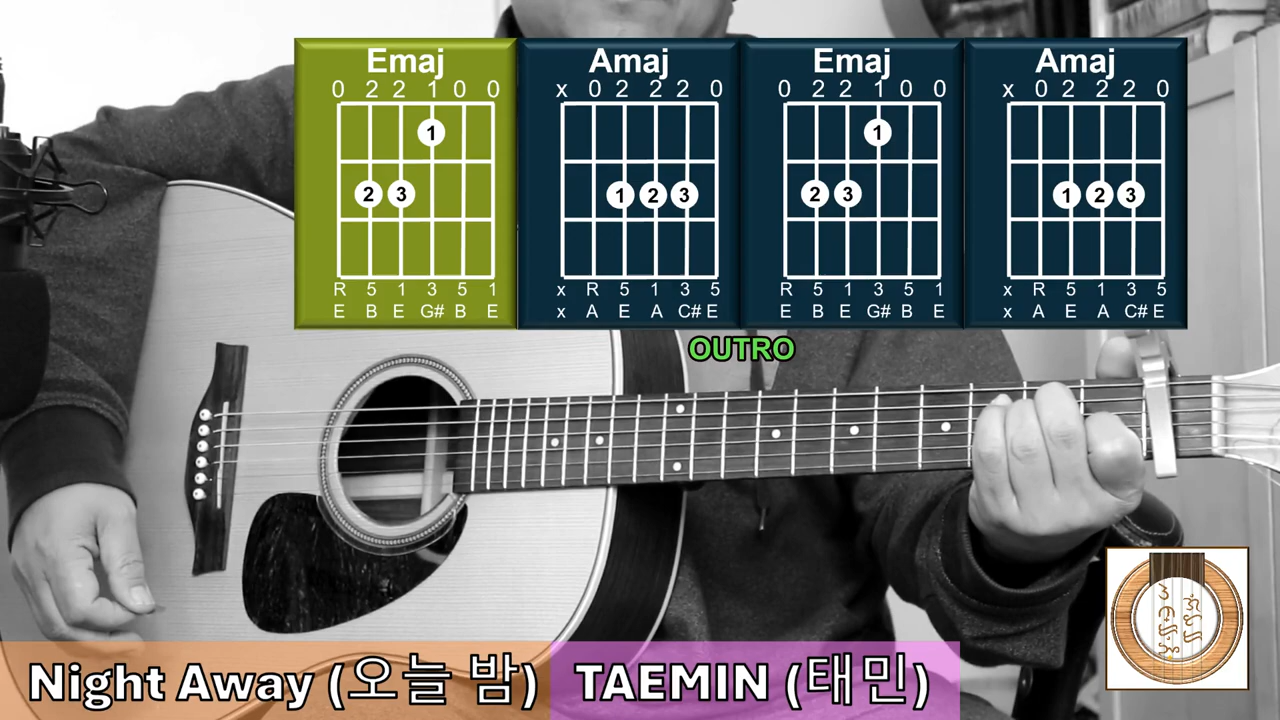 Emaj Amaj Emaj Amaj
0 2 2 1 0 0 x 0 2 2 2 0 0 2 2 1 0 0 x 0 2 2 2 0
1 1
2 3 1 2 3 2 3 1 2 3
R 5 1 3 5 1 x R 5 1 3 5 R 5 1 3 5 1 x R 5 1 3 5
E B E G# B E x A E A C# E E B E G# B E x A E A C# E
OUTRO
Night Away (오늘 밤) TAEMIN (태민)